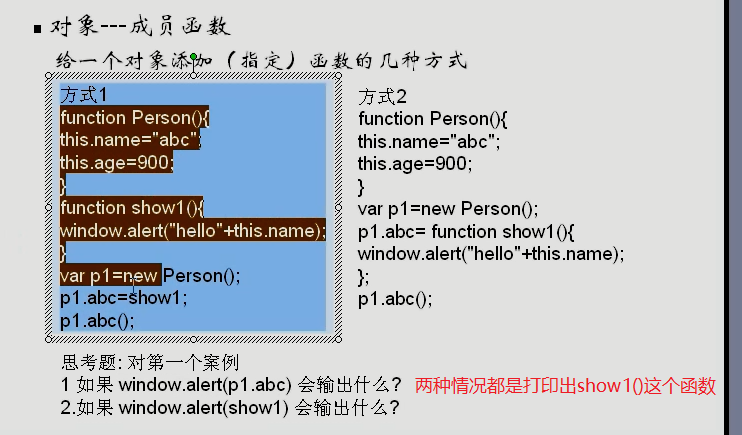 对象---成员函数
给一个对象添加（指定）函数的几种方式
方式1
function Person(){
this.name="abc";
this.age=900;
}
function show1(){
window.alert("hello"+this.name);
}
var p1=new Person();
p1.abc=show1;
p1.abc();
方式2
function Person(){
this.name="abc";
this.age=900;
}
var p1=new Person();
p1.abc= function show1(){
window.alert("hello"+this.name);
};
p1.abc();
思考题: 对第一个案例
1 如果 window.alert(p1.abc) 会输出什么? 两种情况都是打印出show1()这个函数
2.如果 window.alert(show1) 会输出什么?